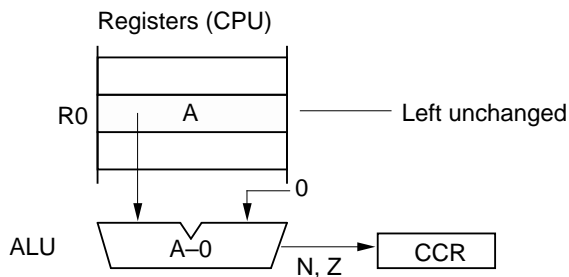 Registers (CPU)
R0
A
Left unchanged
0
ALU
A–0
N, Z
CCR